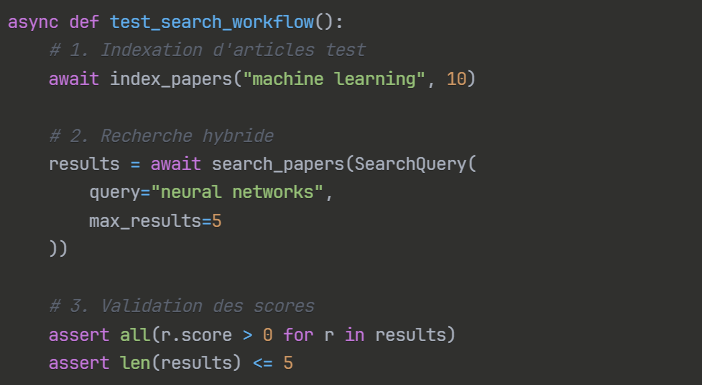 async def test_search_workflow():
    # 1. Indexation d'articles test
    await index_papers("machine learning", 10)

    # 2. Recherche hybride
    results = await search_papers(SearchQuery(
        query="neural networks",
        max_results=5
    ))

    # 3. Validation des scores
    assert all(r.score > 0 for r in results)
    assert len(results) <= 5